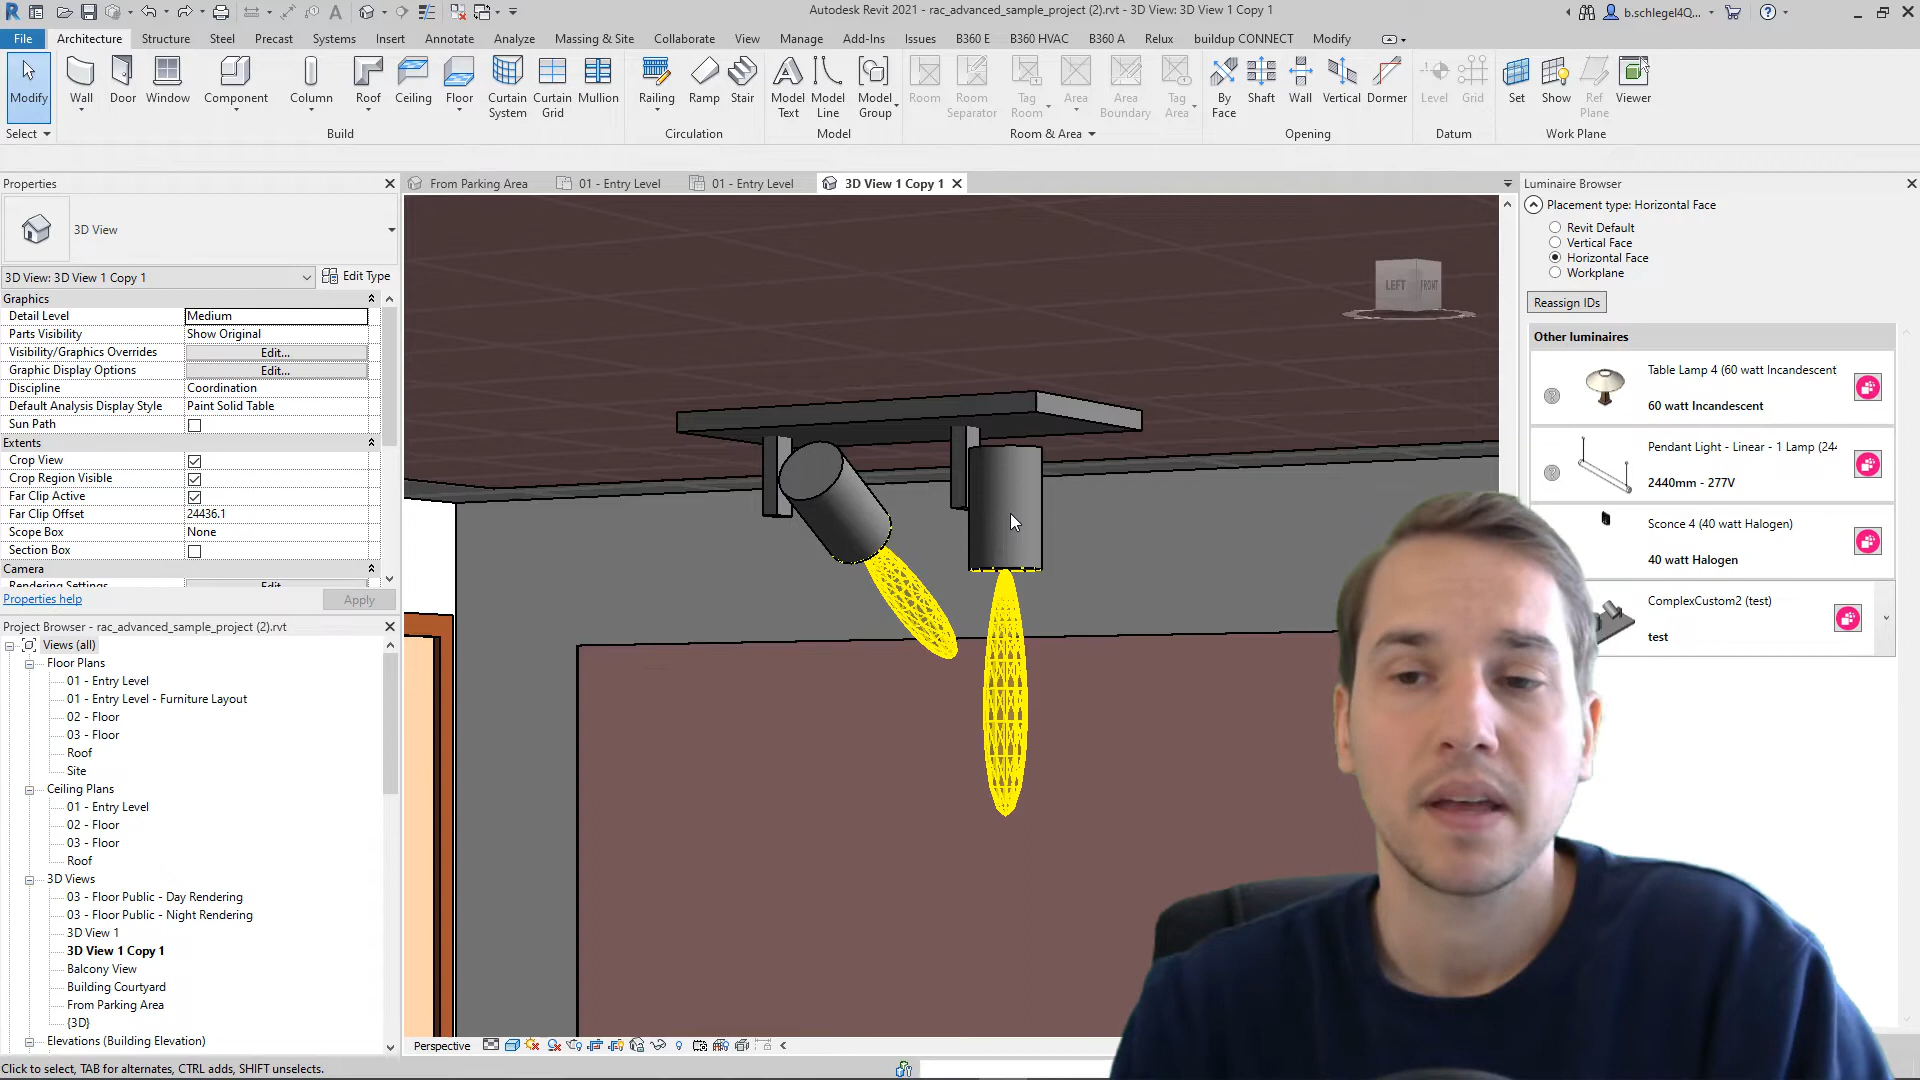 Autodesk Revit 2021 - rac_advanced_sample_project (2).rvt - 3D View: 3D View 1 Copy 1
b.schlegel4Q...
File Architecture Structure Steel Precast Systems Insert Annotate Analyze Massing & Site Collaborate View Manage Add-Ins Issues B360 E B360 HVAC B360 A Relux buildup CONNECT Modify
Modify Wall Door Window Component Column Roof Ceiling Floor Curtain System Curtain Grid Mullion Railing Ramp Stair Model Text Model Line Model Group Room Room Separator Tag Room Area Area Boundary Tag Area By Face Shaft Wall Vertical Dormer Level Grid Set Show Ref Plane Viewer
Select Build Circulation Model Room & Area Opening Datum Work Plane
Properties
3D View
3D View: 3D View 1 Copy 1 Edit Type
Graphics
Detail Level Medium
Parts Visibility Show Original
Visibility/Graphics Overrides Edit...
Graphic Display Options Edit...
Discipline Coordination
Default Analysis Display Style Paint Solid Table
Sun Path
Extents
Crop View
Crop Region Visible
Far Clip Active
Far Clip Offset 24436.1
Scope Box None
Section Box
Camera
Rendering Settings Edit
Properties help Apply
Project Browser - rac_advanced_sample_project (2).rvt
Views (all)
Floor Plans
01 - Entry Level
01 - Entry Level - Furniture Layout
02 - Floor
03 - Floor
Roof
Site
Ceiling Plans
01 - Entry Level
02 - Floor
03 - Floor
Roof
3D Views
03 - Floor Public - Day Rendering
03 - Floor Public - Night Rendering
3D View 1
3D View 1 Copy 1
Balcony View
Building Courtyard
From Parking Area
{3D}
Elevations (Building Elevation)
From Parking Area 01 - Entry Level 01 - Entry Level 3D View 1 Copy 1
LEFT FRONT
Perspective
Luminaire Browser
Placement type: Horizontal Face
Revit Default
Vertical Face
Horizontal Face
Workplane
Reassign IDs
Other luminaires
Table Lamp 4 (60 watt Incandescent
60 watt Incandescent
Pendant Light - Linear - 1 Lamp (244
2440mm - 277V
Sconce 4 (40 watt Halogen)
40 watt Halogen
ComplexCustom2 (test)
test
Click to select, TAB for alternates, CTRL adds, SHIFT unselects.